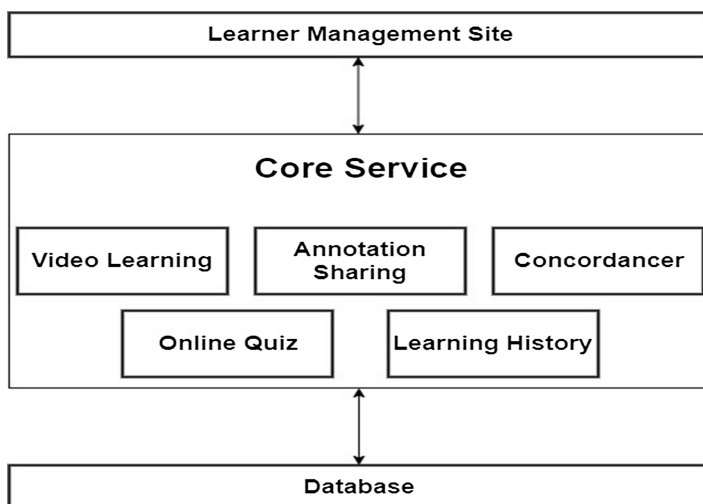 Learner Management Site
Core Service
Video Learning
Annotation
Sharing
Concordancer
Online Quiz
Learning History
Database